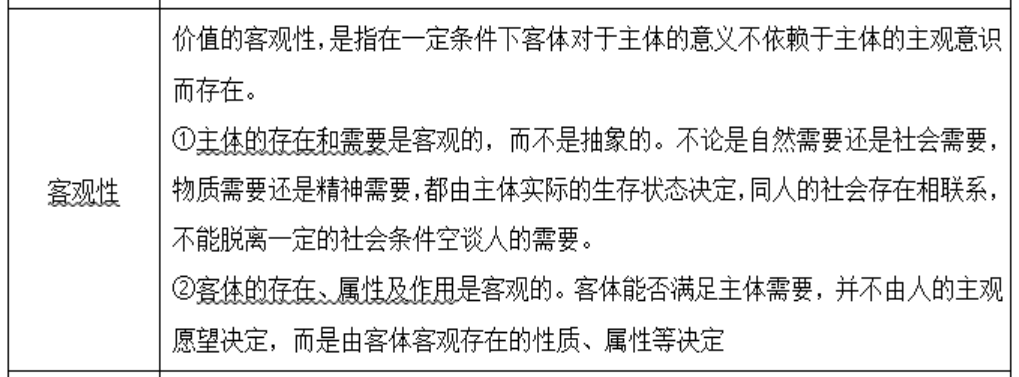 客观性
价值的客观性,是指在一定条件下客体对于主体的意义不依赖于主体的主观意识
而存在。
①主体的存在和需要是客观的，而不是抽象的。不论是自然需要还是社会需要，
物质需要还是精神需要,都由主体实际的生存状态决定,同人的社会存在相联系，
不能脱离一定的社会条件空谈人的需要。
②客体的存在、属性及作用是客观的。客体能否满足主体需要，并不由人的主观
愿望决定，而是由客体客观存在的性质、属性等决定